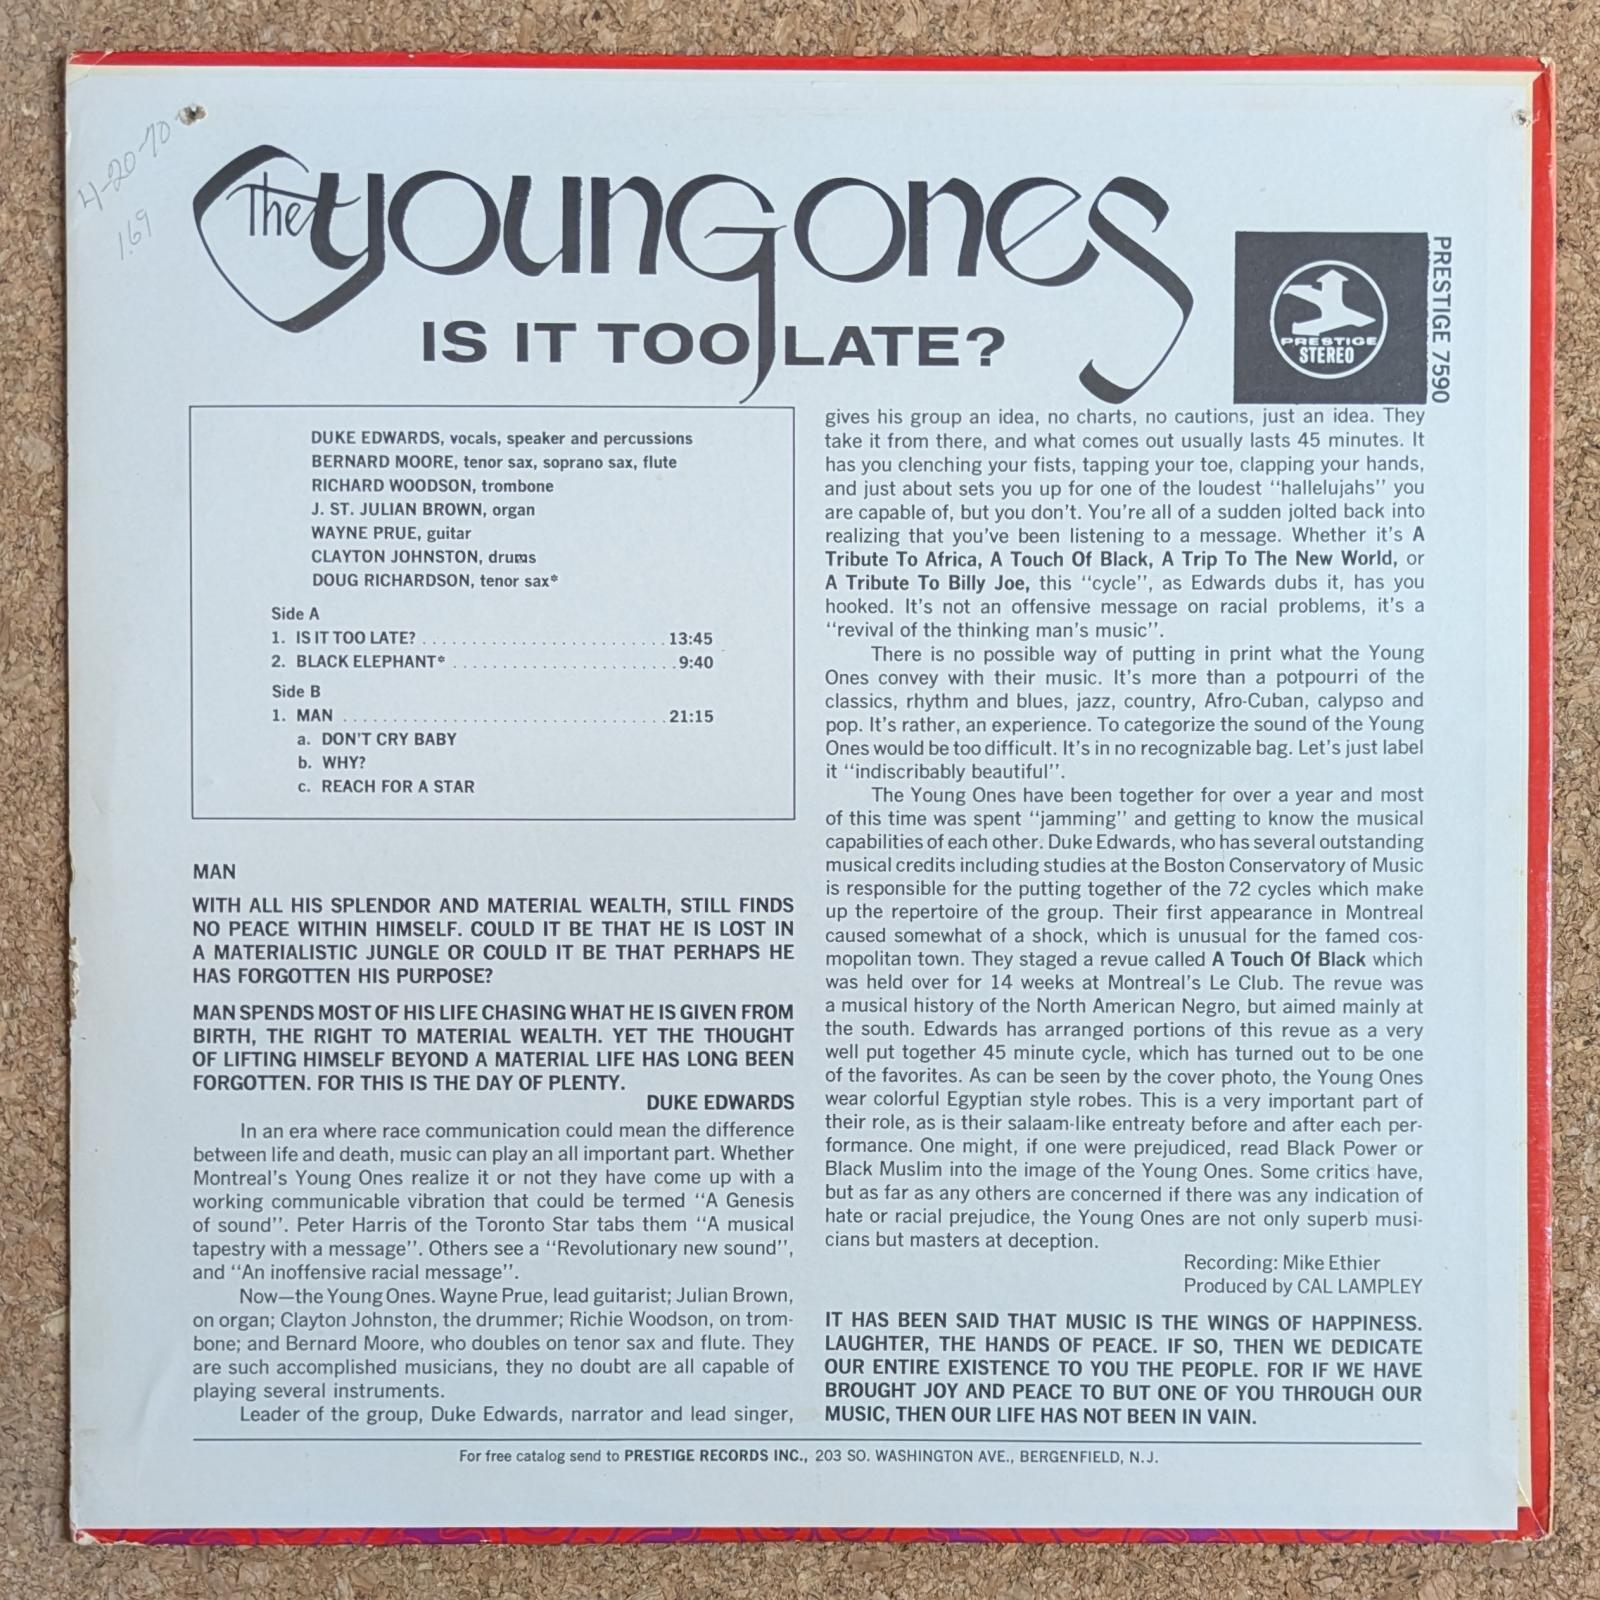 4-20-70
1.69
The Young Ones
IS IT TOO LATE?
PRESTIGE
STEREO
PRESTIGE 7590
DUKE EDWARDS, vocals, speaker and percussions
BERNARD MOORE, tenor sax, soprano sax, flute
RICHARD WOODSON, trombone
J. ST. JULIAN BROWN, organ
WAYNE PRUE, guitar
CLAYTON JOHNSTON, drums
DOUG RICHARDSON, tenor sax*
Side A
1. IS IT TOO LATE? . . . . . . . . . . . . . . . . . . . . . . . . . . . 13:45
2. BLACK ELEPHANT* . . . . . . . . . . . . . . . . . . . . . . . . . 9:40
Side B
1. MAN . . . . . . . . . . . . . . . . . . . . . . . . . . . . . . . . . . . . 21:15
a. DON'T CRY BABY
b. WHY?
c. REACH FOR A STAR
MAN
WITH ALL HIS SPLENDOR AND MATERIAL WEALTH, STILL FINDS
NO PEACE WITHIN HIMSELF. COULD IT BE THAT HE IS LOST IN
A MATERIALISTIC JUNGLE OR COULD IT BE THAT PERHAPS HE
HAS FORGOTTEN HIS PURPOSE?
MAN SPENDS MOST OF HIS LIFE CHASING WHAT HE IS GIVEN FROM
BIRTH, THE RIGHT TO MATERIAL WEALTH. YET THE THOUGHT
OF LIFTING HIMSELF BEYOND A MATERIAL LIFE HAS LONG BEEN
FORGOTTEN. FOR THIS IS THE DAY OF PLENTY.
DUKE EDWARDS
In an era where race communication could mean the difference
between life and death, music can play an all important part. Whether
Montreal's Young Ones realize it or not they have come up with a
working communicable vibration that could be termed "A Genesis
of sound". Peter Harris of the Toronto Star tabs them "A musical
tapestry with a message". Others see a "Revolutionary new sound",
and "An inoffensive racial message".
Now—the Young Ones. Wayne Prue, lead guitarist; Julian Brown,
on organ; Clayton Johnston, the drummer; Richie Woodson, on trom-
bone; and Bernard Moore, who doubles on tenor sax and flute. They
are such accomplished musicians, they no doubt are all capable of
playing several instruments.
Leader of the group, Duke Edwards, narrator and lead singer,
gives his group an idea, no charts, no cautions, just an idea. They
take it from there, and what comes out usually lasts 45 minutes. It
has you clenching your fists, tapping your toe, clapping your hands,
and just about sets you up for one of the loudest "hallelujahs" you
are capable of, but you don't. You're all of a sudden jolted back into
realizing that you've been listening to a message. Whether it's A
Tribute To Africa, A Touch Of Black, A Trip To The New World, or
A Tribute To Billy Joe, this "cycle", as Edwards dubs it, has you
hooked. It's not an offensive message on racial problems, it's a
"revival of the thinking man's music".
There is no possible way of putting in print what the Young
Ones convey with their music. It's more than a potpourri of the
classics, rhythm and blues, jazz, country, Afro-Cuban, calypso and
pop. It's rather, an experience. To categorize the sound of the Young
Ones would be too difficult. It's in no recognizable bag. Let's just label
it "indiscribably beautiful".
The Young Ones have been together for over a year and most
of this time was spent "jamming" and getting to know the musical
capabilities of each other. Duke Edwards, who has several outstanding
musical credits including studies at the Boston Conservatory of Music
is responsible for the putting together of the 72 cycles which make
up the repertoire of the group. Their first appearance in Montreal
caused somewhat of a shock, which is unusual for the famed cos-
mopolitan town. They staged a revue called A Touch Of Black which
was held over for 14 weeks at Montreal's Le Club. The revue was
a musical history of the North American Negro, but aimed mainly at
the south. Edwards has arranged portions of this revue as a very
well put together 45 minute cycle, which has turned out to be one
of the favorites. As can be seen by the cover photo, the Young Ones
wear colorful Egyptian style robes. This is a very important part of
their role, as is their salaam-like entreaty before and after each per-
formance. One might, if one were prejudiced, read Black Power or
Black Muslim into the image of the Young Ones. Some critics have,
but as far as any others are concerned if there was any indication of
hate or racial prejudice, the Young Ones are not only superb musi-
cians but masters at deception.
Recording: Mike Ethier
Produced by CAL LAMPLEY
IT HAS BEEN SAID THAT MUSIC IS THE WINGS OF HAPPINESS.
LAUGHTER, THE HANDS OF PEACE. IF SO, THEN WE DEDICATE
OUR ENTIRE EXISTENCE TO YOU THE PEOPLE. FOR IF WE HAVE
BROUGHT JOY AND PEACE TO BUT ONE OF YOU THROUGH OUR
MUSIC, THEN OUR LIFE HAS NOT BEEN IN VAIN.
For free catalog send to PRESTIGE RECORDS INC., 203 SO. WASHINGTON AVE., BERGENFIELD, N.J.